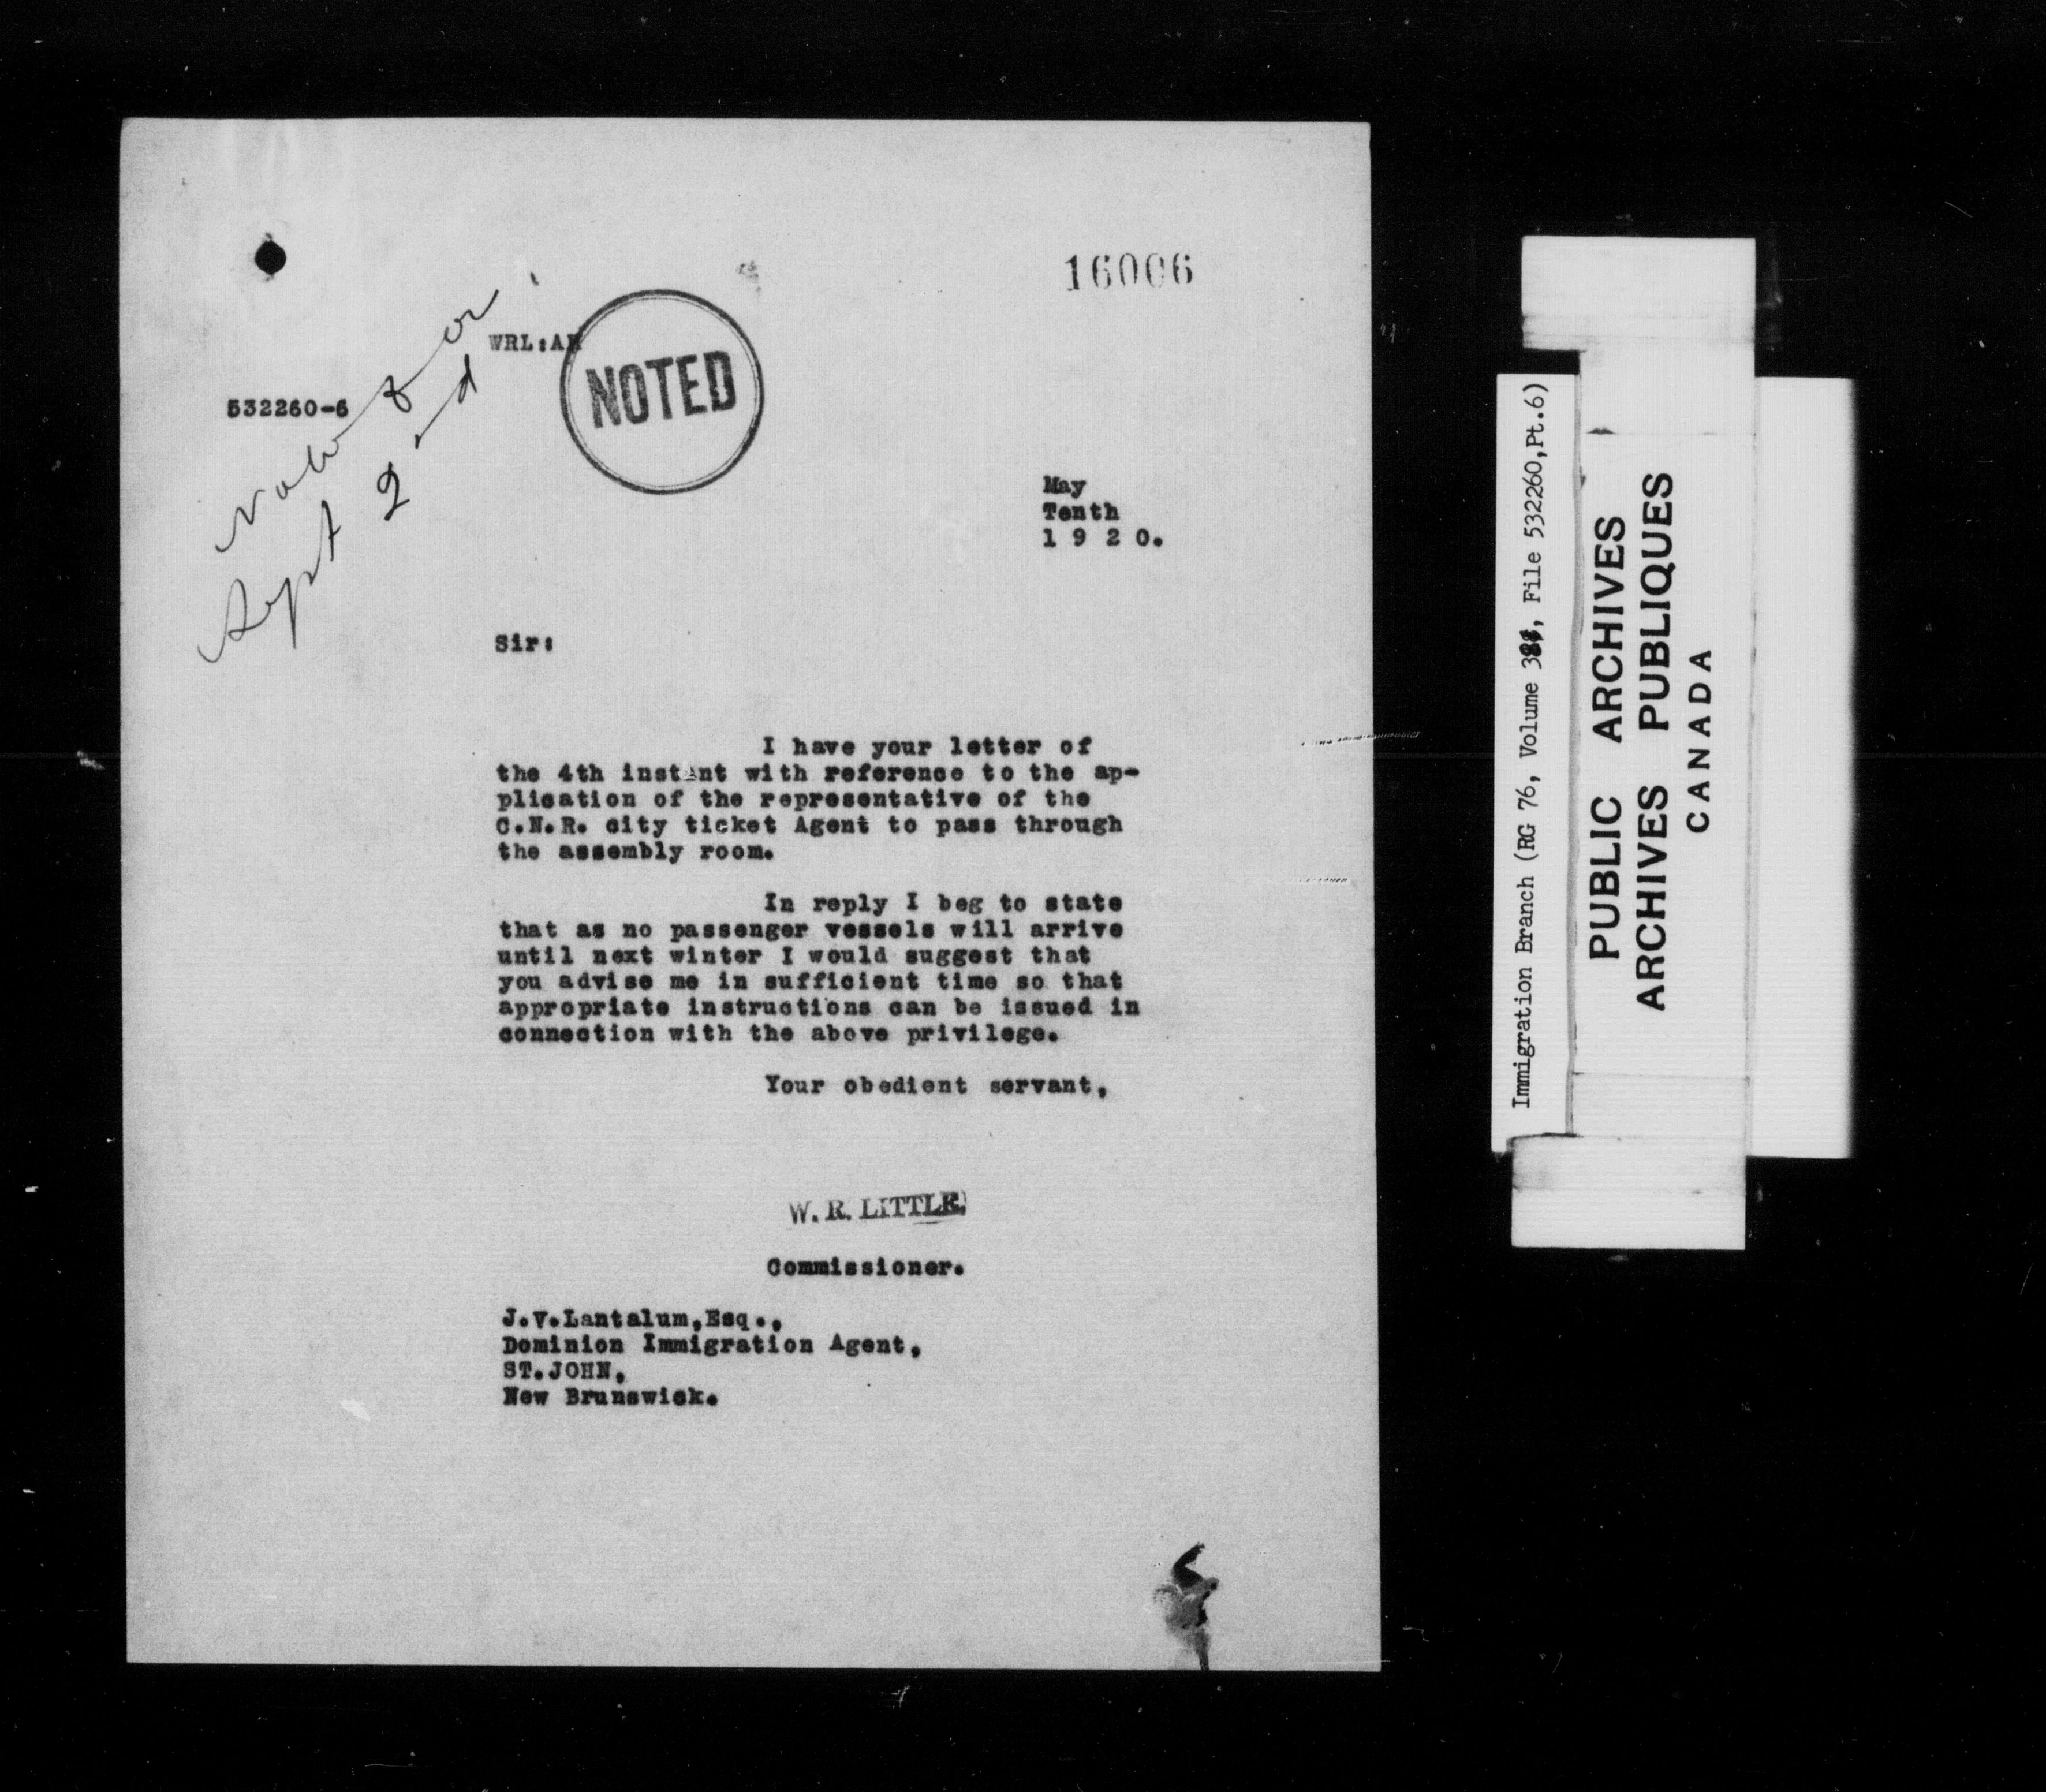 16006
WRL:A
NOTED
532260-6
Sept 2nd
May
Tenth
1 9 2 0.
Sir:
I have your letter of
the 4th instant with reference to the ap-
plication of the representative of the
C.N.R. city ticket Agent to pass through
the assembly room.
In reply I beg to state
that as no passenger vessels will arrive
until next winter I would suggest that
you advise me in sufficient time so that
appropriate instructions can be issued in
connection with the above privilege.
Your obedient servant,
W. R. LITTLE.
Commissioner.
J.V.Lantalum,Esq.,
Dominion Immigration Agent,
ST.JOHN,
New Brunswick.
Immigration Branch (RG 76, Volume , File 532260,Pt.6)
PUBLIC ARCHIVES
ARCHIVES PUBLIQUES
CANADA